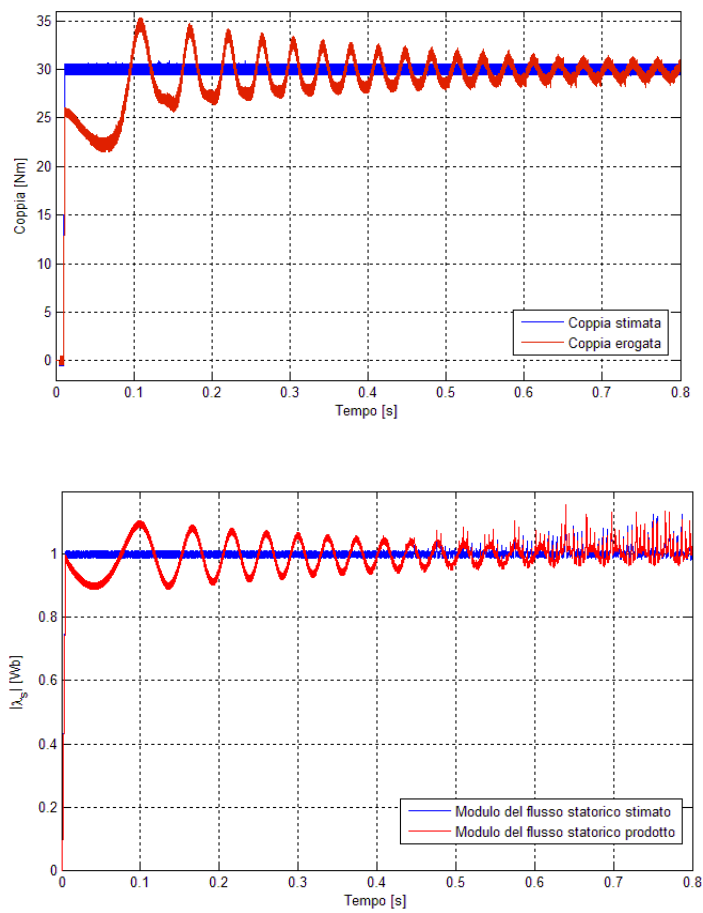 35
30
25
20
15
10
5
0
Coppia [Nm]
Coppia stimata
Coppia erogata
0 0.1 0.2 0.3 0.4 0.5 0.6 0.7 0.8
Tempo [s]
1
0.8
0.6
0.4
0.2
0
|λs| [Wb]
Modulo del flusso statorico stimato
Modulo del flusso statorico prodotto
0 0.1 0.2 0.3 0.4 0.5 0.6 0.7 0.8
Tempo [s]